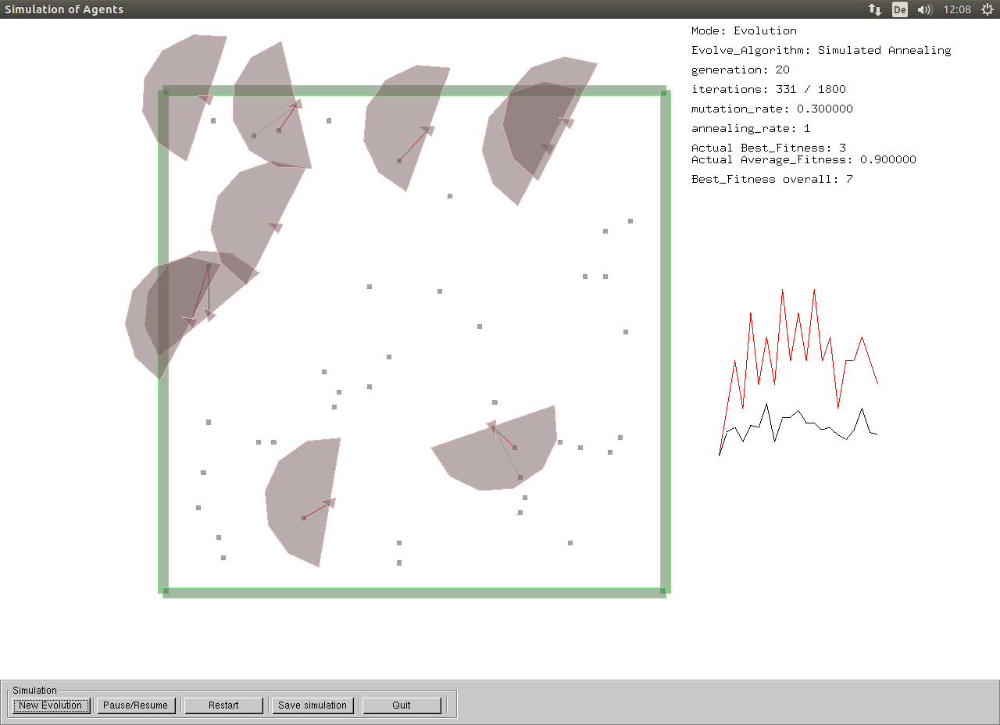 Simulation of Agents
De
12:08
Mode: Evolution
Evolve_Algorithm: Simulated Annealing
generation: 20
iterations: 331 / 1800
mutation_rate: 0.300000
annealing_rate: 1
Actual Best_Fitness: 3
Actual Average_Fitness: 0.900000
Best_Fitness overall: 7
Simulation
New Evolution
Pause/Resume
Restart
Save simulation
Quit